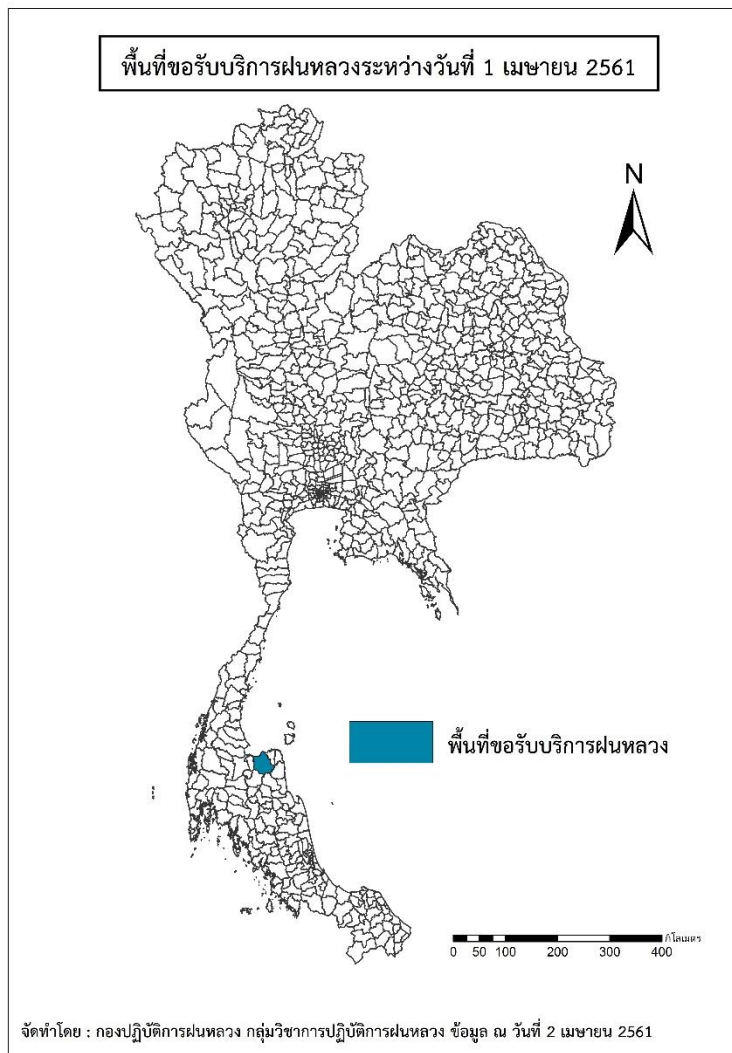 พื้นที่ขอรับบริการฝนหลวงระหว่างวันที่ 1 เมษายน 2561
N
พื้นที่ขอรับบริการฝนหลวง
กิโลเมตร
0 50 100 200 300 400
จัดทำโดย : กองปฏิบัติการฝนหลวง กลุ่มวิชาการปฏิบัติการฝนหลวง ข้อมูล ณ วันที่ 2 เมษายน 2561